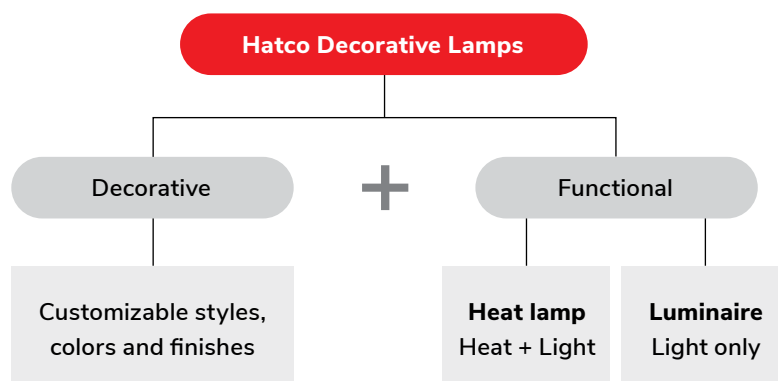 Hatco Decorative Lamps
Decorative
+
Functional
Customizable styles,
colors and finishes
Heat lamp
Heat + Light
Luminaire
Light only